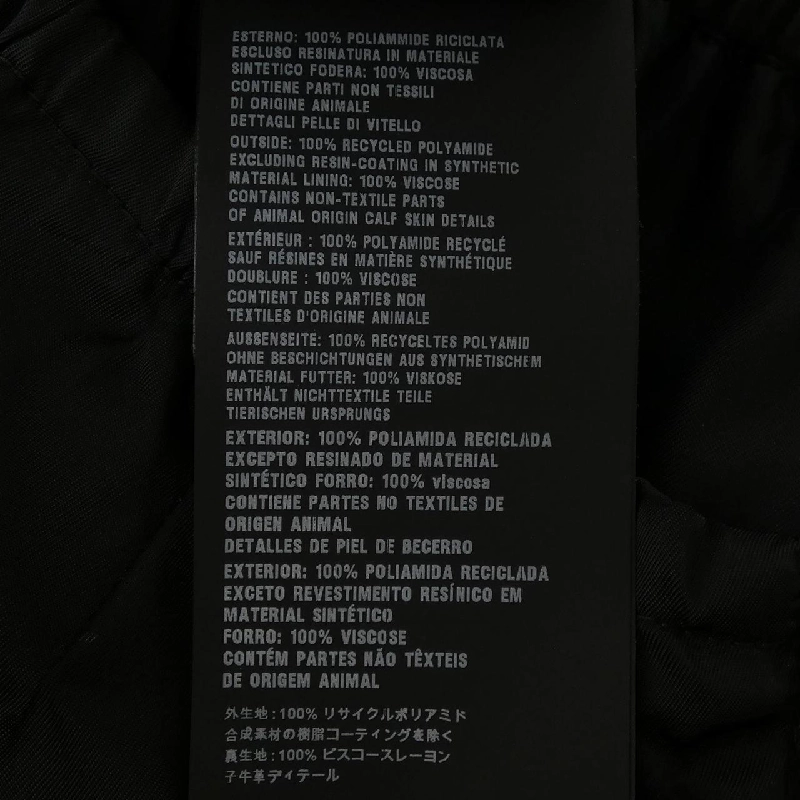 ESTERNO: 100% POLIAMMIDE RICICLATA
ESCLUSO RESINATURA IN MATERIALE
SINTETICO FODERA: 100% VISCOSA
CONTIENE PARTI NON TESSILI
DI ORIGINE ANIMALE
DETTAGLI PELLE DI VITELLO
OUTSIDE: 100% RECYCLED POLYAMIDE
EXCLUDING RESIN-COATING IN SYNTHETIC
MATERIAL LINING: 100% VISCOSE
CONTAINS NON-TEXTILE PARTS
OF ANIMAL ORIGIN CALF SKIN DETAILS
EXTÉRIEUR : 100% POLYAMIDE RECYCLÉ
SAUF RÉSINES EN MATIÈRE SYNTHÉTIQUE
DOUBLURE : 100% VISCOSE
CONTIENT DES PARTIES NON
TEXTILES D'ORIGINE ANIMALE
AUSSENSEITE: 100% RECYCELTES POLYAMID
OHNE BESCHICHTUNGEN AUS SYNTHETISCHEM
MATERIAL FUTTER: 100% VISKOSE
ENTHÄLT NICHTTEXTILE TEILE
TIERISCHEN URSPRUNGS
EXTERIOR: 100% POLIAMIDA RECICLADA
EXCEPTO RESINADO DE MATERIAL
SINTÉTICO FORRO: 100% viscosa
CONTIENE PARTES NO TEXTILES DE
ORIGEN ANIMAL
DETALLES DE PIEL DE BECERRO
EXTERIOR: 100% POLIAMIDA RECICLADA
EXCETO REVESTIMENTO RESÍNICO EM
MATERIAL SINTÉTICO
FORRO: 100% VISCOSE
CONTÉM PARTES NÃO TÊXTEIS
DE ORIGEM ANIMAL
外生地:100% リサイクルポリアミド
合成素材の樹脂コーティングを除く
裏生地:100% ビスコースレーヨン
子牛革ディテール